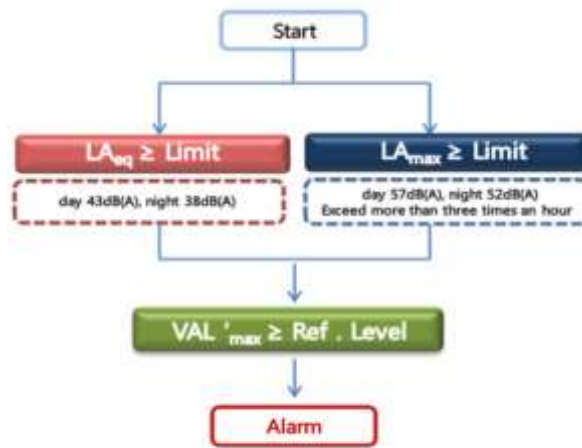 Start
LAeq ≥ Limit
LAmax ≥ Limit
day 43dB(A), night 38dB(A)
day 57dB(A), night 52dB(A)
Exceed more than three times an hour
VAL 'max ≥ Ref . Level
Alarm